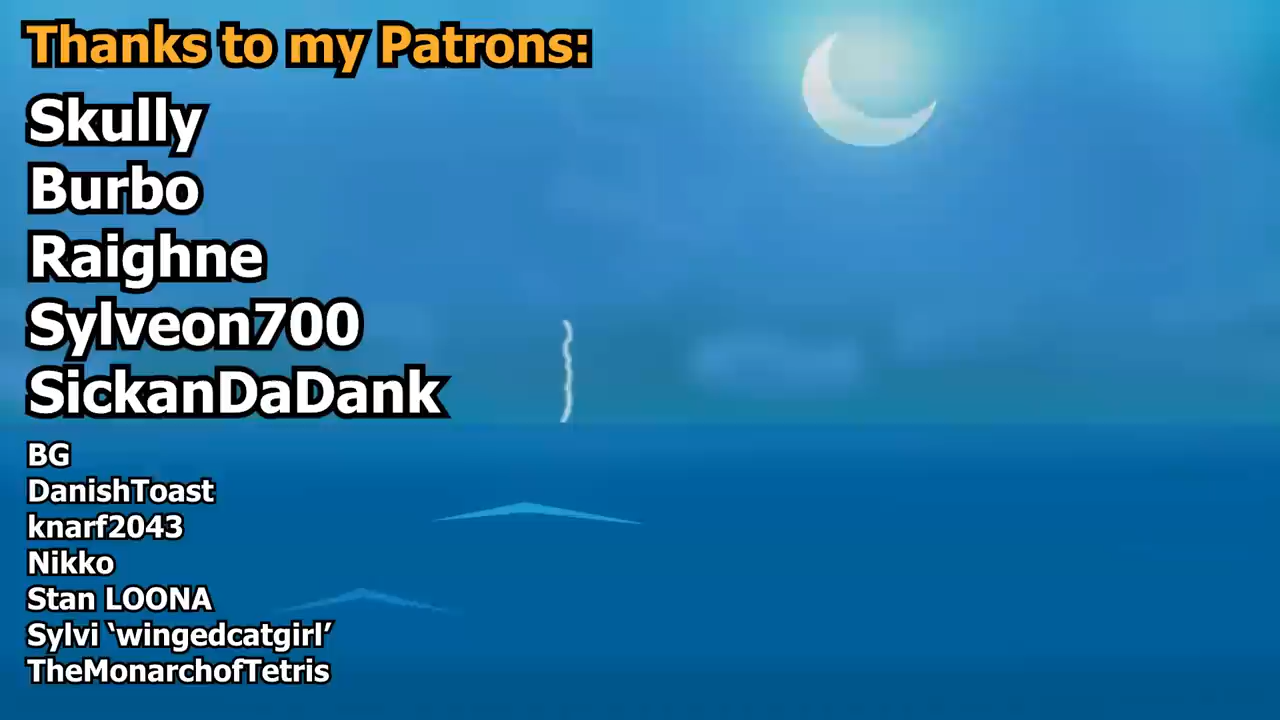 Thanks to my Patrons:
Skully
Burbo
Raighne
Sylveon700
SickanDaDank
BG
DanishToast
knarf2043
Nikko
Stan LOONA
Sylvi ‘wingedcatgirl’
TheMonarchofTetris